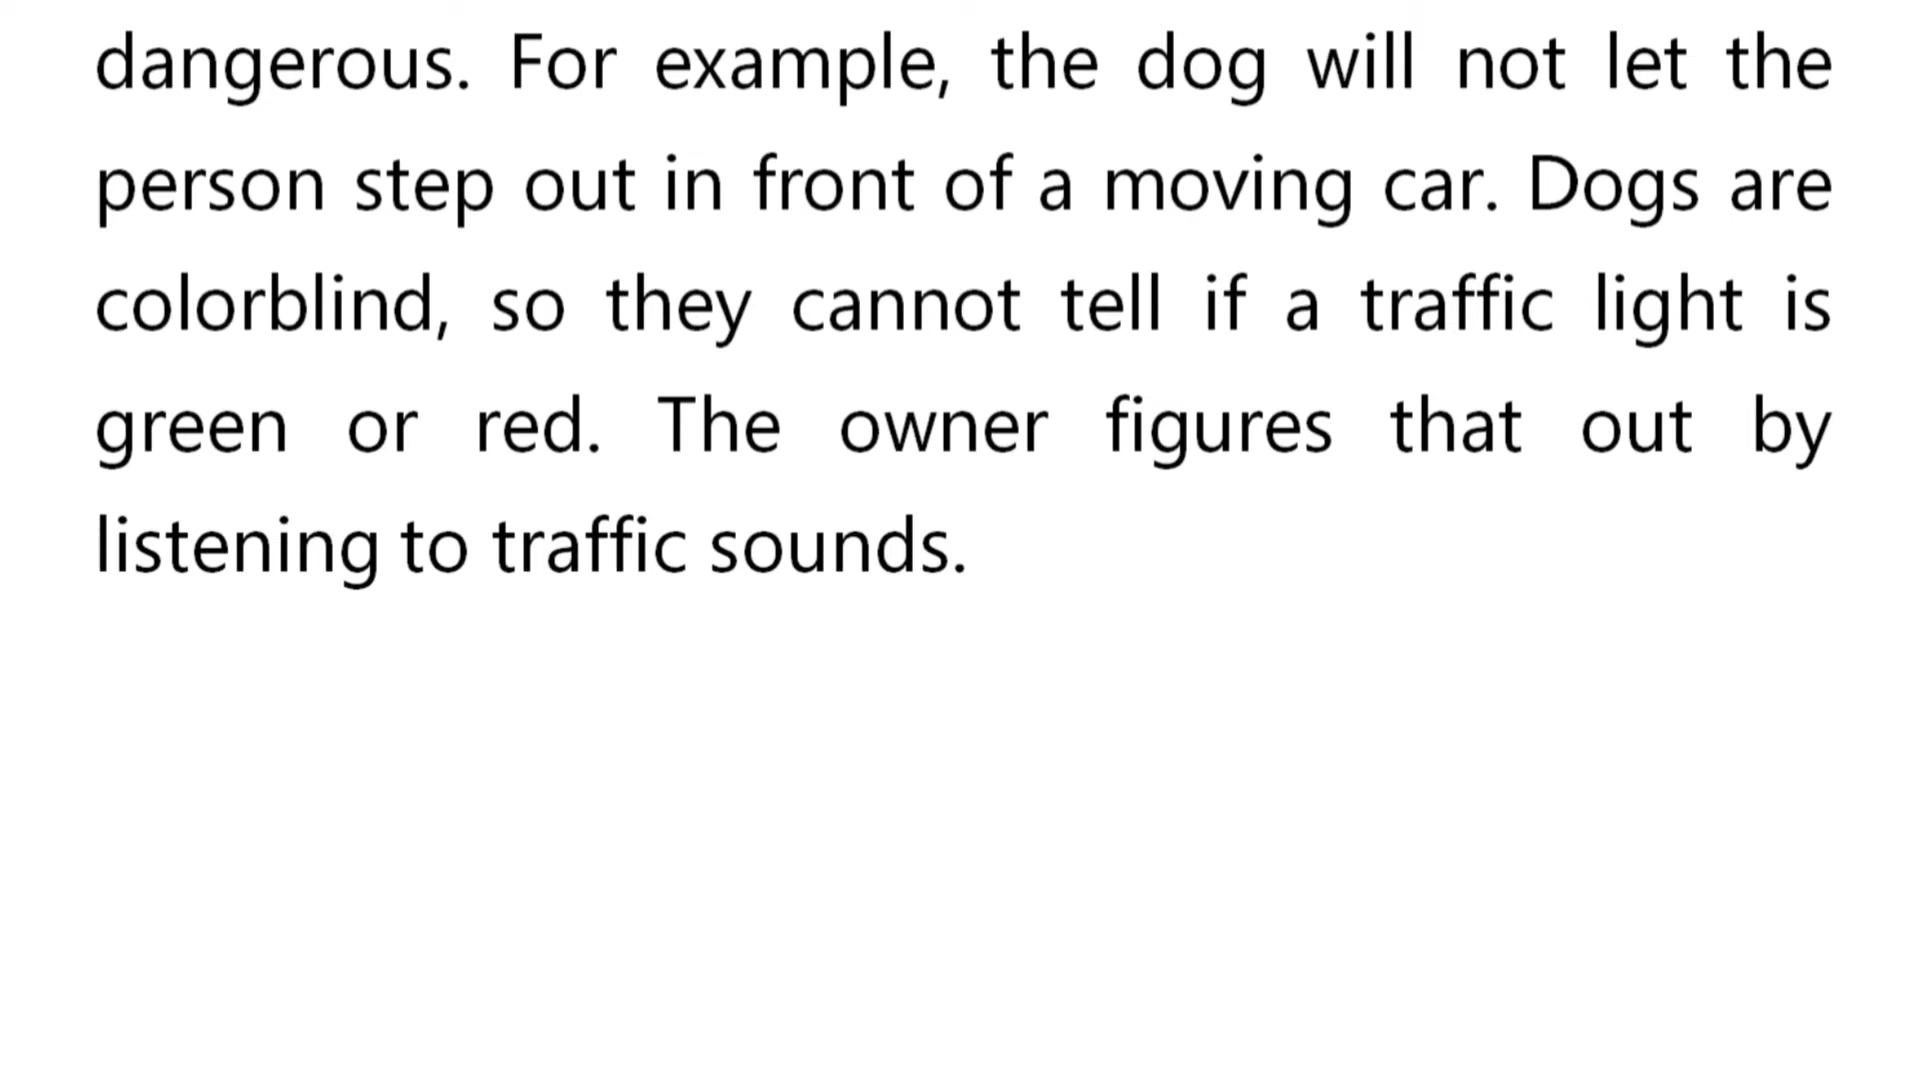 dangerous. For example, the dog will not let the
person step out in front of a moving car. Dogs are
colorblind, so they cannot tell if a traffic light is
green or red. The owner figures that out by
listening to traffic sounds.